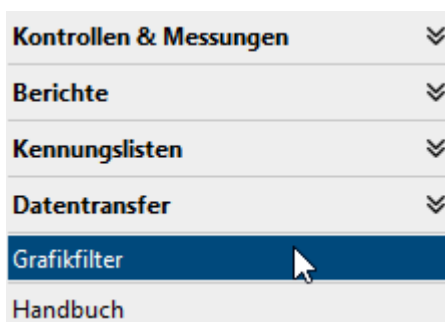 Kontrollen & Messungen
Berichte
Kennungslisten
Datentransfer
Grafikfilter
Handbuch